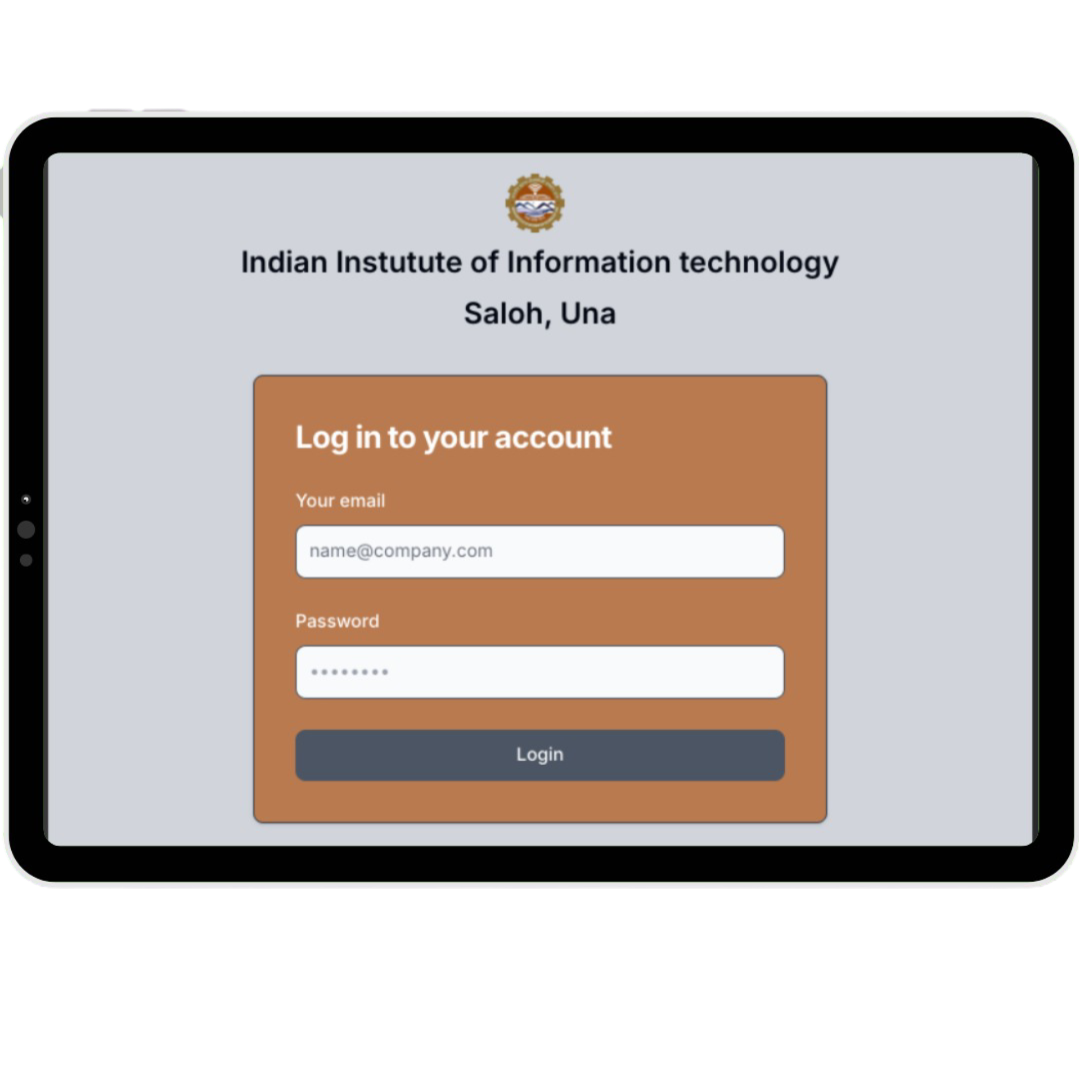 Indian Instutute of Information technology
Saloh, Una
Log in to your account
Your email
name@company.com
Password
••••••••
Login